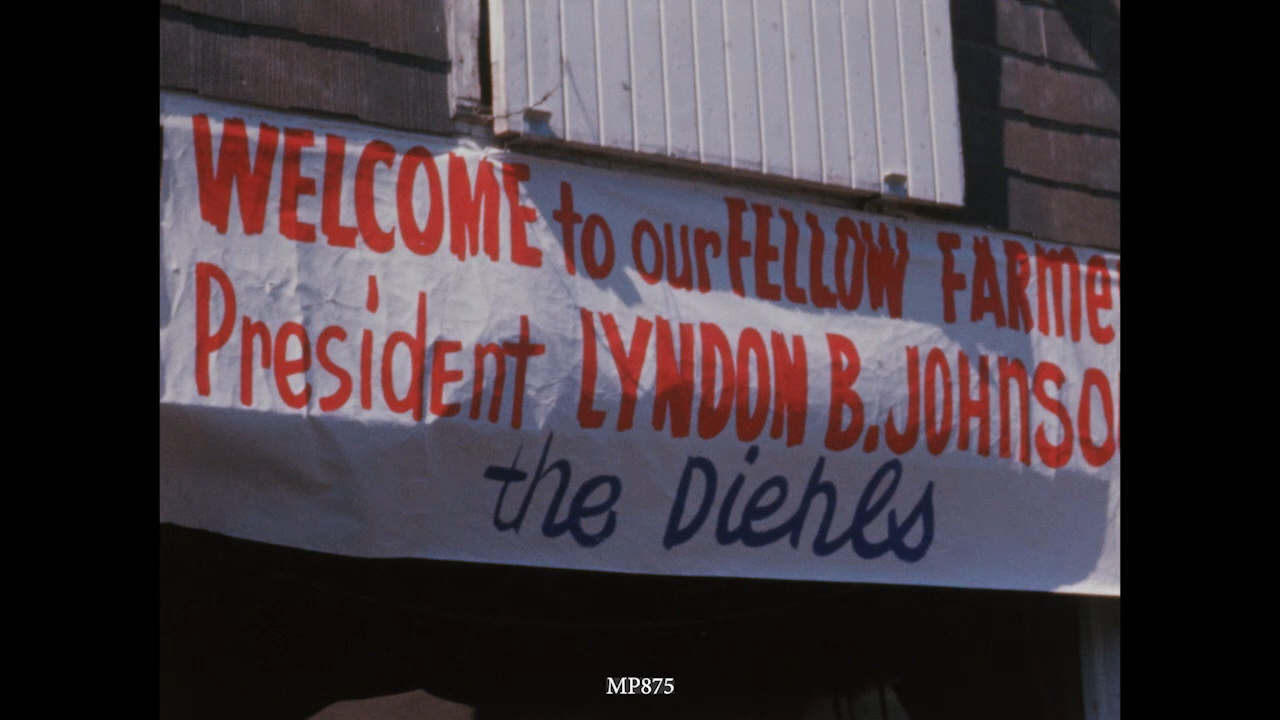 WELCOME to our FELLOW FARme
PresidEnt LYNDON B. JOHnso
the Diehls
MP875